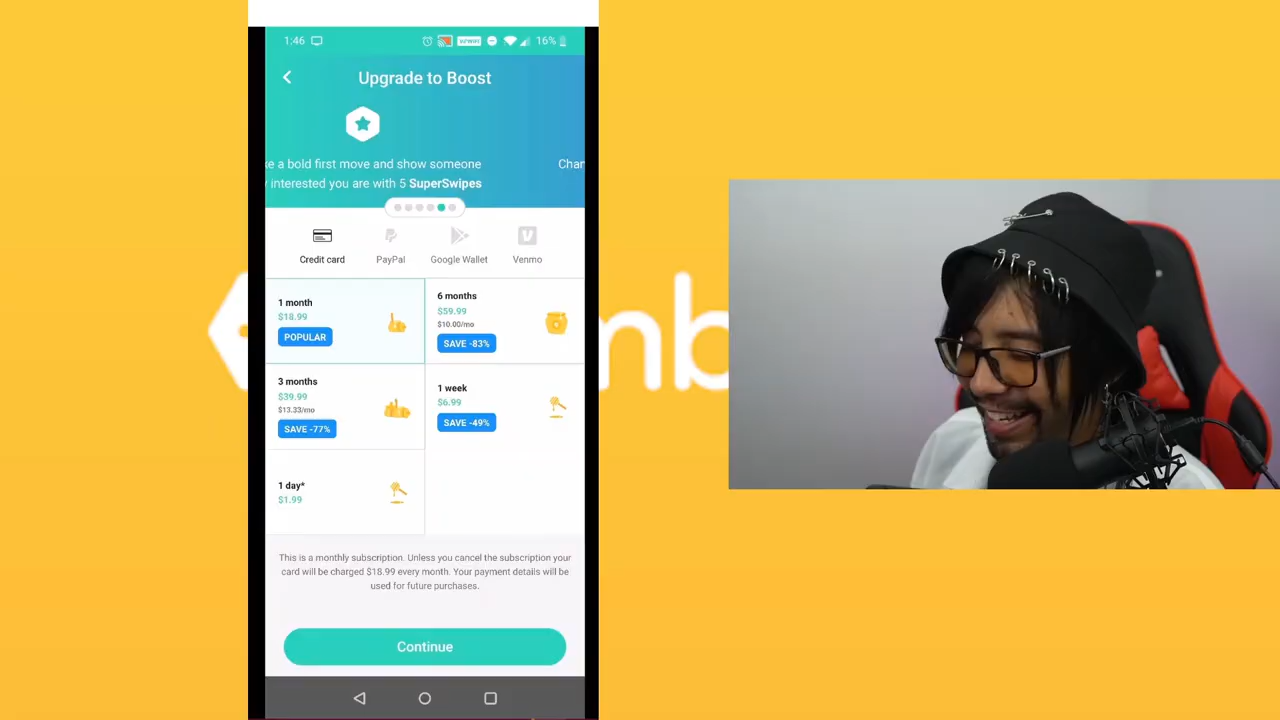 1:46
16%
Upgrade to Boost
ke a bold first move and show someone
Chan
interested you are with 5 SuperSwipes
Credit card
PayPal
Google Wallet
Venmo
1 month
$18.99
POPULAR
6 months
$59.99
$10.00/mo
SAVE -83%
3 months
$39.99
$13.33/mo
SAVE -77%
1 week
$6.99
SAVE -49%
1 day*
$1.99
This is a monthly subscription. Unless you cancel the subscription your
card will be charged $18.99 every month. Your payment details will be
used for future purchases.
Continue
mb